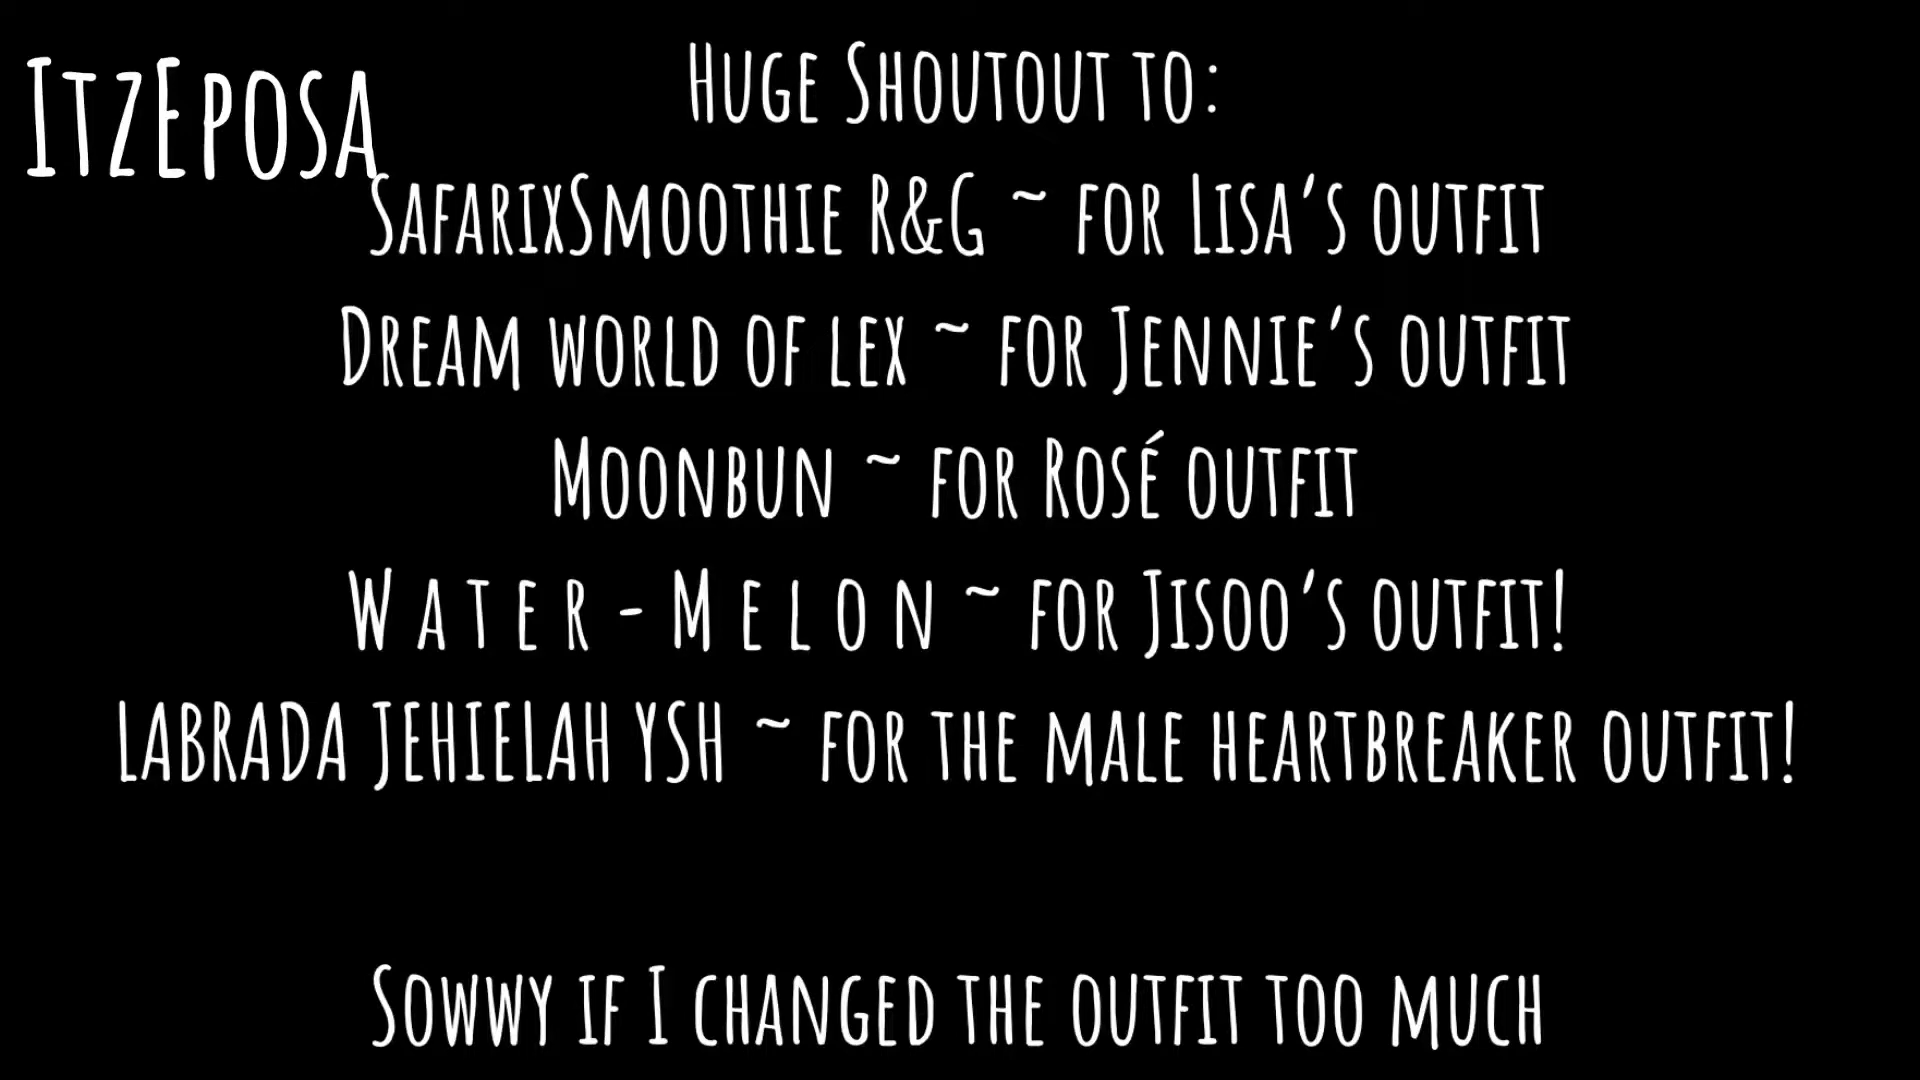 ItzEposa
Huge Shoutout to:
SafarixSmoothie R&G ~ for Lisa's outfit
Dream world of lex ~ for Jennie's outfit
Moonbun ~ for Rosé outfit
W a t e r - M e l o n ~ for Jisoo's outfit!
LABRADA JEHIELAH YSH ~ for the male heartbreaker outfit!
Sowwy if I changed the outfit too much